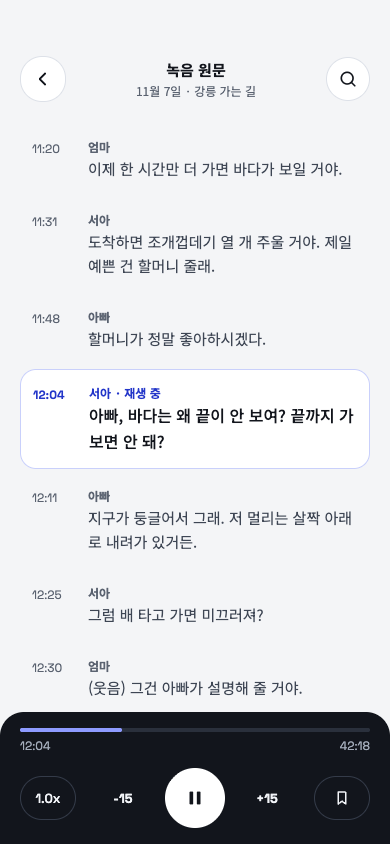 녹음 원문
11월 7일 · 강릉 가는 길
11:20 엄마
이제 한 시간만 더 가면 바다가 보일 거야.
11:31 서아
도착하면 조개껍데기 열 개 주울 거야. 제일
예쁜 건 할머니 줄래.
11:48 아빠
할머니가 정말 좋아하시겠다.
12:04 서아 · 재생 중
아빠, 바다는 왜 끝이 안 보여? 끝까지 가
보면 안 돼?
12:11 아빠
지구가 둥글어서 그래. 저 멀리는 살짝 아래
로 내려가 있거든.
12:25 서아
그럼 배 타고 가면 미끄러져?
12:30 엄마
(웃음) 그건 아빠가 설명해 줄 거야.
12:04 42:18
1.0x -15 +15